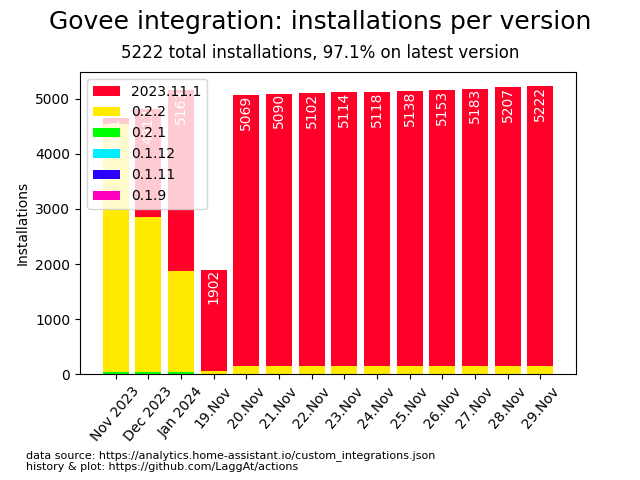 Govee integration: installations per version
5222 total installations, 97.1% on latest version
Installations
5000
4000
3000
2000
1000
0
2023.11.1
0.2.2
0.2.1
0.1.12
0.1.11
0.1.9
1902
5069
5090
5102
5114
5118
5138
5153
5183
5207
5222
Nov 2023
Dec 2023
Jan 2024
19.Nov
20.Nov
21.Nov
22.Nov
23.Nov
24.Nov
25.Nov
26.Nov
27.Nov
28.Nov
29.Nov
data source: https://analytics.home-assistant.io/custom_integrations.json
history & plot: https://github.com/LaggAt/actions